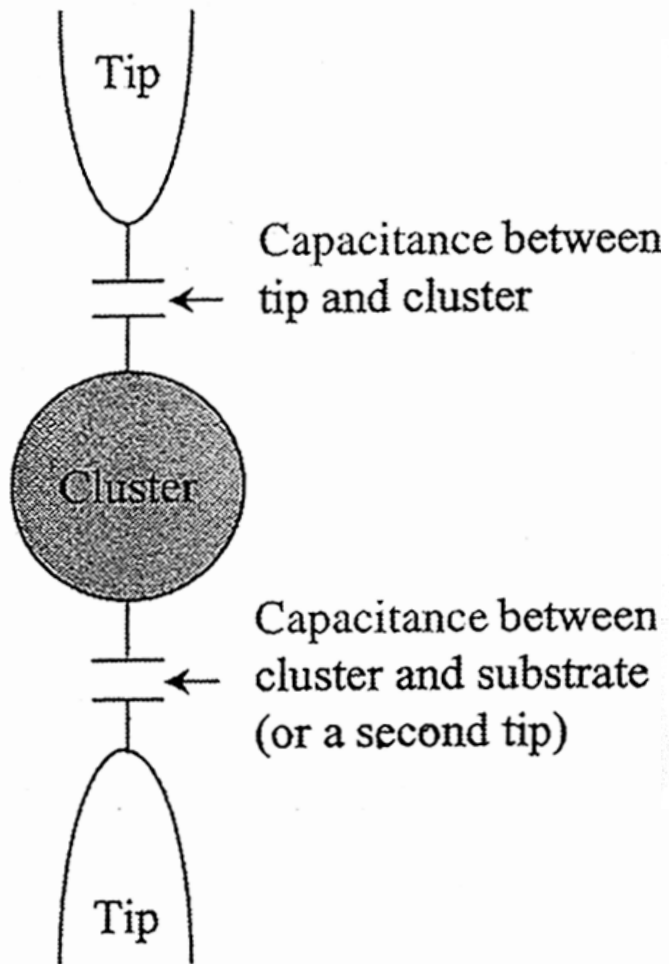 Tip
Capacitance between
tip and cluster
Cluster
Capacitance between
cluster and substrate
(or a second tip)
Tip